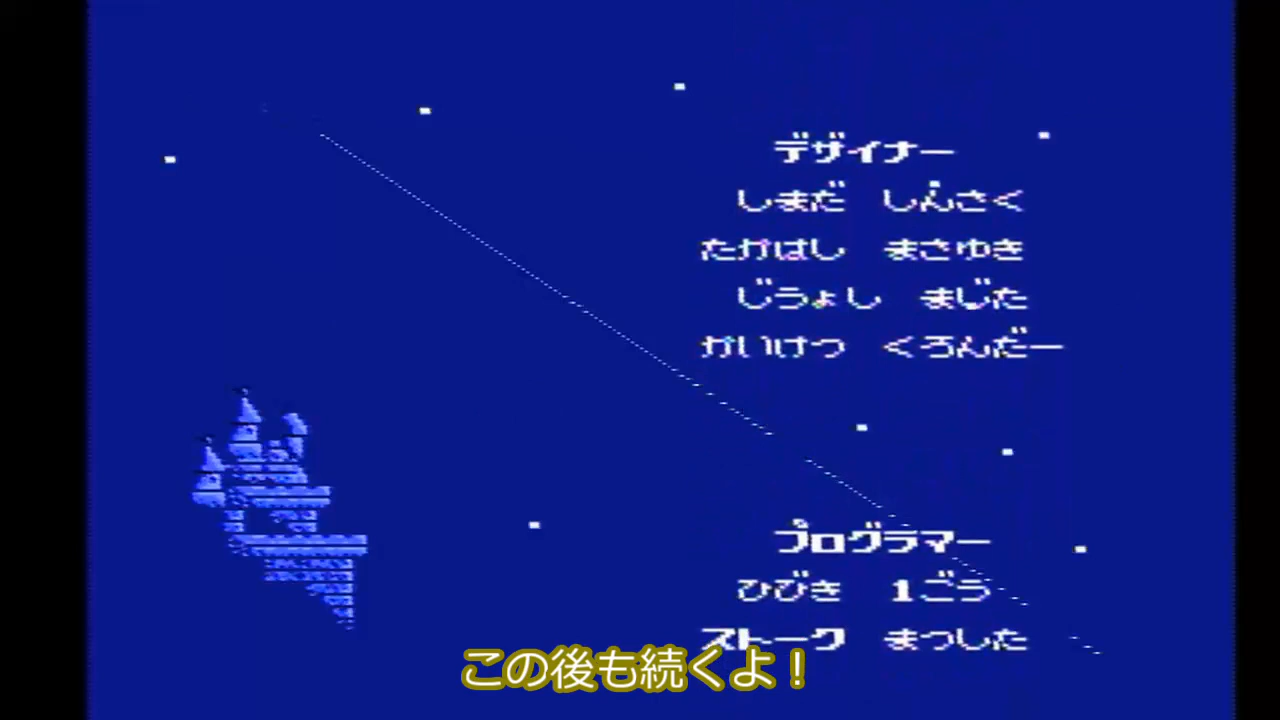 デザイナー
しまだ しんさく
たかはし まさゆき
じうょし まじた
かいけつ くろんだー
プログラマー
ひびき 1ごう
ストーク まつした
この後も続くよ！